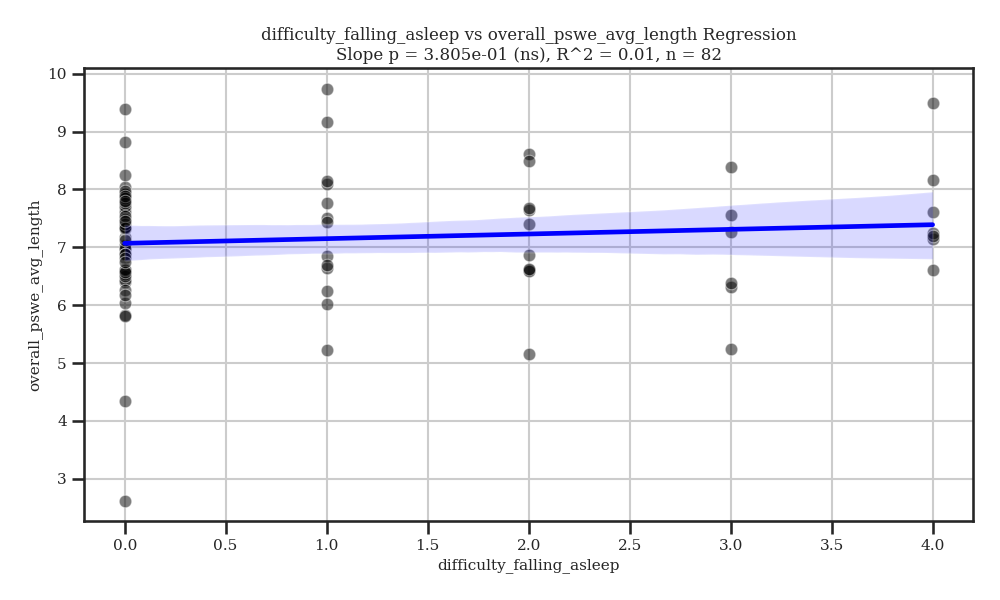 difficulty_falling_asleep vs overall_pswe_avg_length Regression
Slope p = 3.805e-01 (ns), R^2 = 0.01, n = 82
overall_pswe_avg_length
10
9
8
7
6
5
4
3
0.0 0.5 1.0 1.5 2.0 2.5 3.0 3.5 4.0
difficulty_falling_asleep